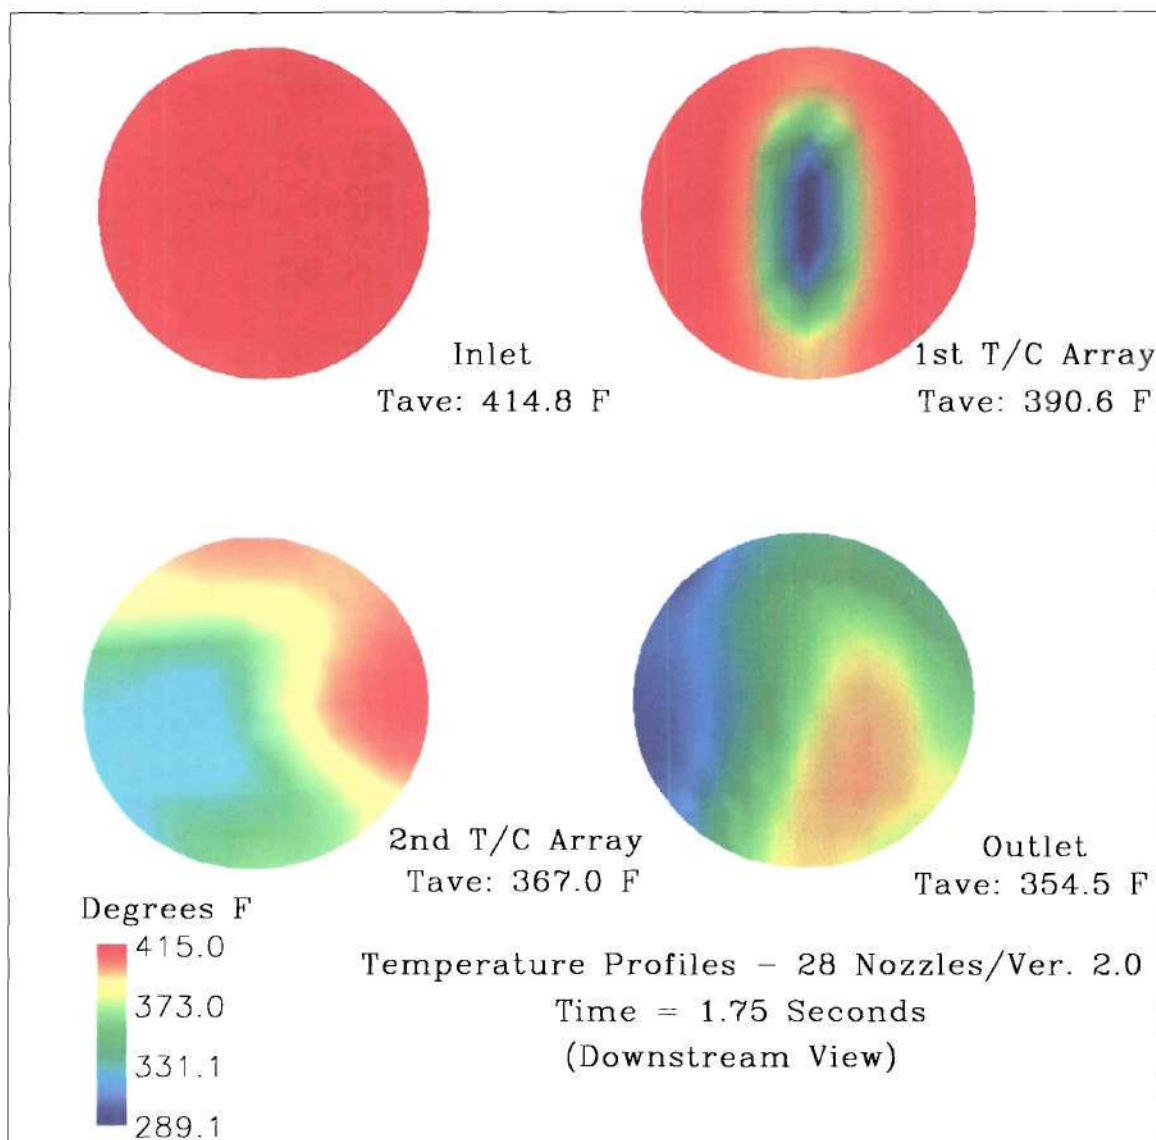 Inlet
Tave: 414.8 F
1st T/C Array
Tave: 390.6 F
2nd T/C Array
Tave: 367.0 F
Outlet
Tave: 354.5 F
Degrees F
415.0
373.0
331.1
289.1
Temperature Profiles - 28 Nozzles/Ver. 2.0
Time = 1.75 Seconds
(Downstream View)